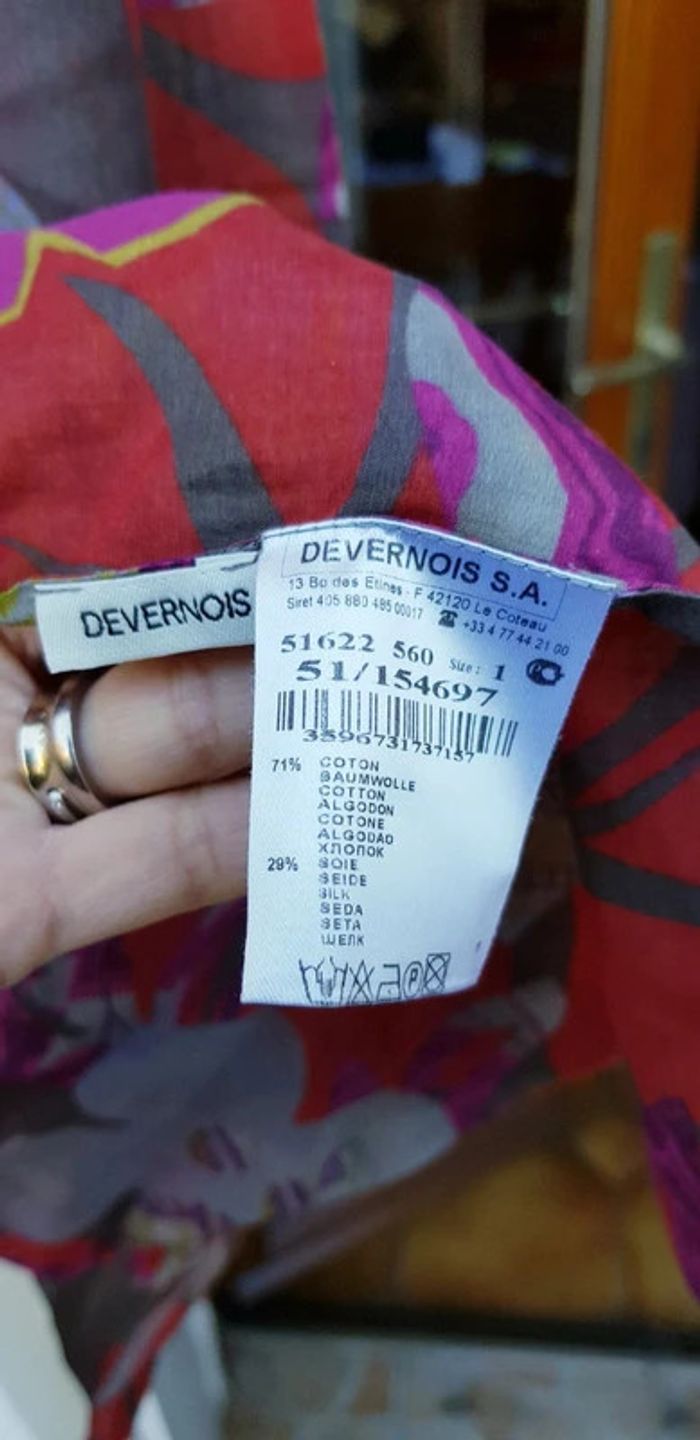 DEVERNOIS
DEVERNOIS S.A.
13 Bo des Etines - F 42120 Le Coteau
Siret 405 880 485 00017 ☎ +33 4 77 44 21 00
51622 560 Size: 1
51/154697
3596731737157
71% COTON
BAUMWOLLE
COTTON
ALGODON
COTONE
ALGODAO
ХЛОПОК
29% SOIE
SEIDE
SILK
SEDA
SETA
ШЕЛК
P